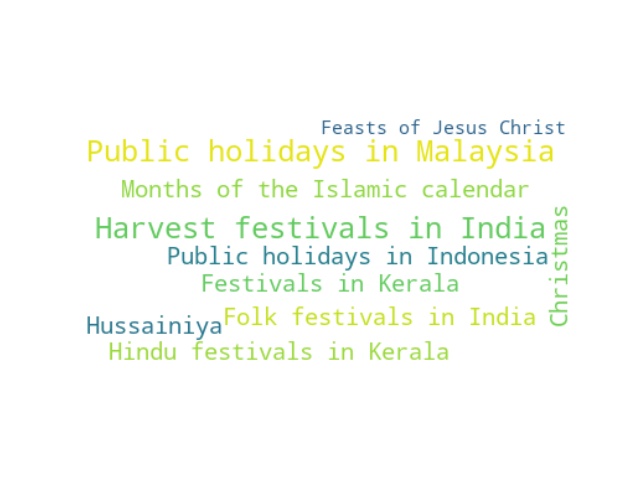 Feasts of Jesus Christ
Public holidays in Malaysia
Months of the Islamic calendar
Harvest festivals in India
Public holidays in Indonesia
Christmas
Festivals in Kerala
Folk festivals in India
Hussainiya
Hindu festivals in Kerala